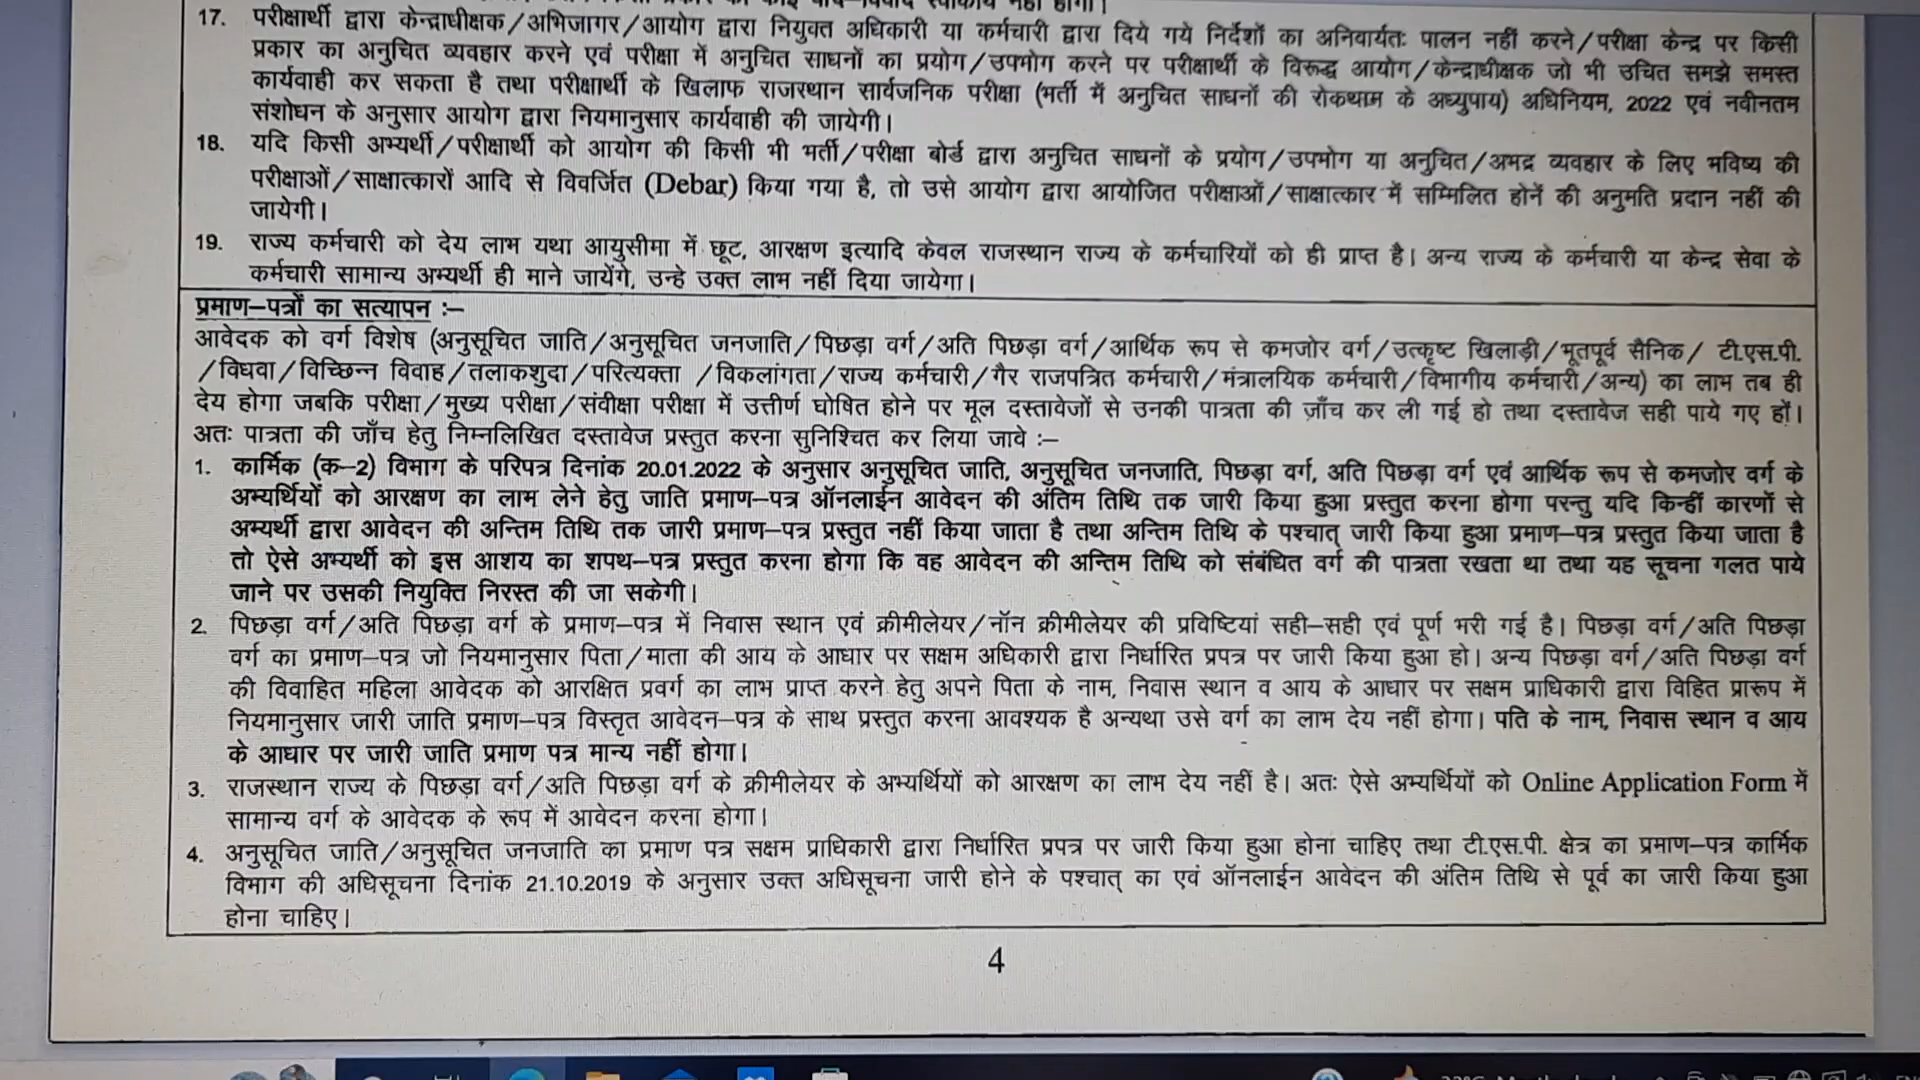 17. परीक्षार्थी द्वारा केन्द्राधीक्षक/अभिजागर/आयोग द्वारा नियुक्त अधिकारी या कर्मचारी द्वारा दिये गये निर्देशों का अनिवार्यतः पालन नहीं करने/परीक्षा केन्द्र पर किसी
प्रकार का अनुचित व्यवहार करने एवं परीक्षा में अनुचित साधनों का प्रयोग/उपभोग करने पर परीक्षार्थी के विरूद्ध आयोग/केन्द्राधीक्षक जो भी उचित समझे समस्त
कार्यवाही कर सकता है तथा परीक्षार्थी के खिलाफ राजस्थान सार्वजनिक परीक्षा (भर्ती में अनुचित साधनों की रोकथाम के अध्युपाय) अधिनियम, 2022 एवं नवीनतम
संशोधन के अनुसार आयोग द्वारा नियमानुसार कार्यवाही की जायेगी।
18. यदि किसी अभ्यर्थी/परीक्षार्थी को आयोग की किसी भी भर्ती/परीक्षा बोर्ड द्वारा अनुचित साधनों के प्रयोग/उपभोग या अनुचित/अभद्र व्यवहार के लिए भविष्य की
परीक्षाओं/साक्षात्कारों आदि से विवर्जित (Debar) किया गया है, तो उसे आयोग द्वारा आयोजित परीक्षाओं/साक्षात्कार में सम्मिलित होनें की अनुमति प्रदान नहीं की
जायेगी।
19. राज्य कर्मचारी को देय लाभ यथा आयुसीमा में छूट, आरक्षण इत्यादि केवल राजस्थान राज्य के कर्मचारियों को ही प्राप्त है। अन्य राज्य के कर्मचारी या केन्द्र सेवा के
कर्मचारी सामान्य अभ्यर्थी ही माने जायेंगे, उन्हे उक्त लाभ नहीं दिया जायेगा।
प्रमाण–पत्रों का सत्यापन :–
आवेदक को वर्ग विशेष (अनुसूचित जाति/अनुसूचित जनजाति/पिछड़ा वर्ग/अति पिछड़ा वर्ग/आर्थिक रूप से कमजोर वर्ग/उत्कृष्ट खिलाड़ी/भूतपूर्व सैनिक/ टी.एस.पी.
/विधवा/विच्छिन्न विवाह/तलाकशुदा/परित्यक्ता /विकलांगता/राज्य कर्मचारी/गैर राजपत्रित कर्मचारी/मंत्रालयिक कर्मचारी/विभागीय कर्मचारी/अन्य) का लाभ तब ही
देय होगा जबकि परीक्षा/मुख्य परीक्षा/संवीक्षा परीक्षा में उत्तीर्ण घोषित होने पर मूल दस्तावेजों से उनकी पात्रता की ज़ाँच कर ली गई हो तथा दस्तावेज सही पाये गए हों।
अतः पात्रता की जाँच हेतु निम्नलिखित दस्तावेज प्रस्तुत करना सुनिश्चित कर लिया जावे :–
1. कार्मिक (क–2) विभाग के परिपत्र दिनांक 20.01.2022 के अनुसार अनुसूचित जाति, अनुसूचित जनजाति, पिछड़ा वर्ग, अति पिछड़ा वर्ग एवं आर्थिक रूप से कमजोर वर्ग के
अभ्यर्थियों को आरक्षण का लाभ लेने हेतु जाति प्रमाण–पत्र ऑनलाईन आवेदन की अंतिम तिथि तक जारी किया हुआ प्रस्तुत करना होगा परन्तु यदि किन्हीं कारणों से
अभ्यर्थी द्वारा आवेदन की अन्तिम तिथि तक जारी प्रमाण–पत्र प्रस्तुत नहीं किया जाता है तथा अन्तिम तिथि के पश्चात् जारी किया हुआ प्रमाण–पत्र प्रस्तुत किया जाता है
तो ऐसे अभ्यर्थी को इस आशय का शपथ–पत्र प्रस्तुत करना होगा कि वह आवेदन की अन्तिम तिथि को संबंधित वर्ग की पात्रता रखता था तथा यह सूचना गलत पाये
जाने पर उसकी नियुक्ति निरस्त की जा सकेगी।
2. पिछड़ा वर्ग/अति पिछड़ा वर्ग के प्रमाण–पत्र में निवास स्थान एवं क्रीमीलेयर/नॉन क्रीमीलेयर की प्रविष्टियां सही–सही एवं पूर्ण भरी गई है। पिछड़ा वर्ग/अति पिछड़ा
वर्ग का प्रमाण–पत्र जो नियमानुसार पिता/माता की आय के आधार पर सक्षम अधिकारी द्वारा निर्धारित प्रपत्र पर जारी किया हुआ हो। अन्य पिछड़ा वर्ग/अति पिछड़ा वर्ग
की विवाहित महिला आवेदक को आरक्षित प्रवर्ग का लाभ प्राप्त करने हेतु अपने पिता के नाम, निवास स्थान व आय के आधार पर सक्षम प्राधिकारी द्वारा विहित प्रारूप में
नियमानुसार जारी जाति प्रमाण–पत्र विस्तृत आवेदन–पत्र के साथ प्रस्तुत करना आवश्यक है अन्यथा उसे वर्ग का लाभ देय नहीं होगा। पति के नाम, निवास स्थान व आय
के आधार पर जारी जाति प्रमाण पत्र मान्य नहीं होगा।
3. राजस्थान राज्य के पिछड़ा वर्ग/अति पिछड़ा वर्ग के क्रीमीलेयर के अभ्यर्थियों को आरक्षण का लाभ देय नहीं है। अतः ऐसे अभ्यर्थियों को Online Application Form में
सामान्य वर्ग के आवेदक के रूप में आवेदन करना होगा।
4. अनुसूचित जाति/अनुसूचित जनजाति का प्रमाण पत्र सक्षम प्राधिकारी द्वारा निर्धारित प्रपत्र पर जारी किया हुआ होना चाहिए तथा टी.एस.पी. क्षेत्र का प्रमाण–पत्र कार्मिक
विभाग की अधिसूचना दिनांक 21.10.2019 के अनुसार उक्त अधिसूचना जारी होने के पश्चात् का एवं ऑनलाईन आवेदन की अंतिम तिथि से पूर्व का जारी किया हुआ
होना चाहिए।
4